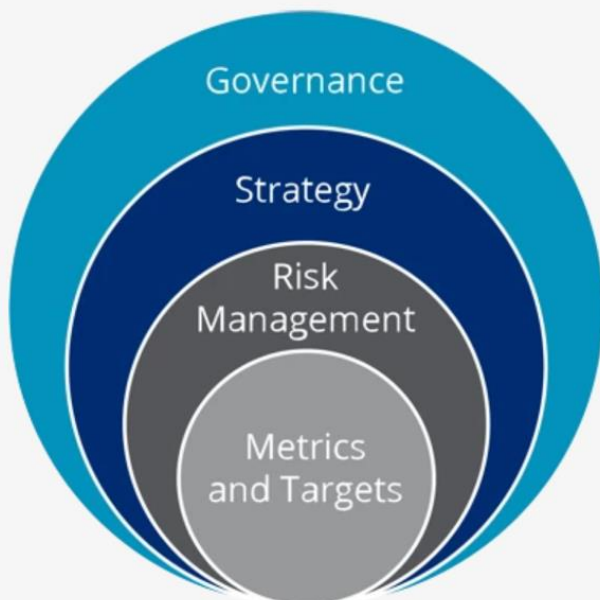 Governance
Strategy
Risk
Management
Metrics
and Targets